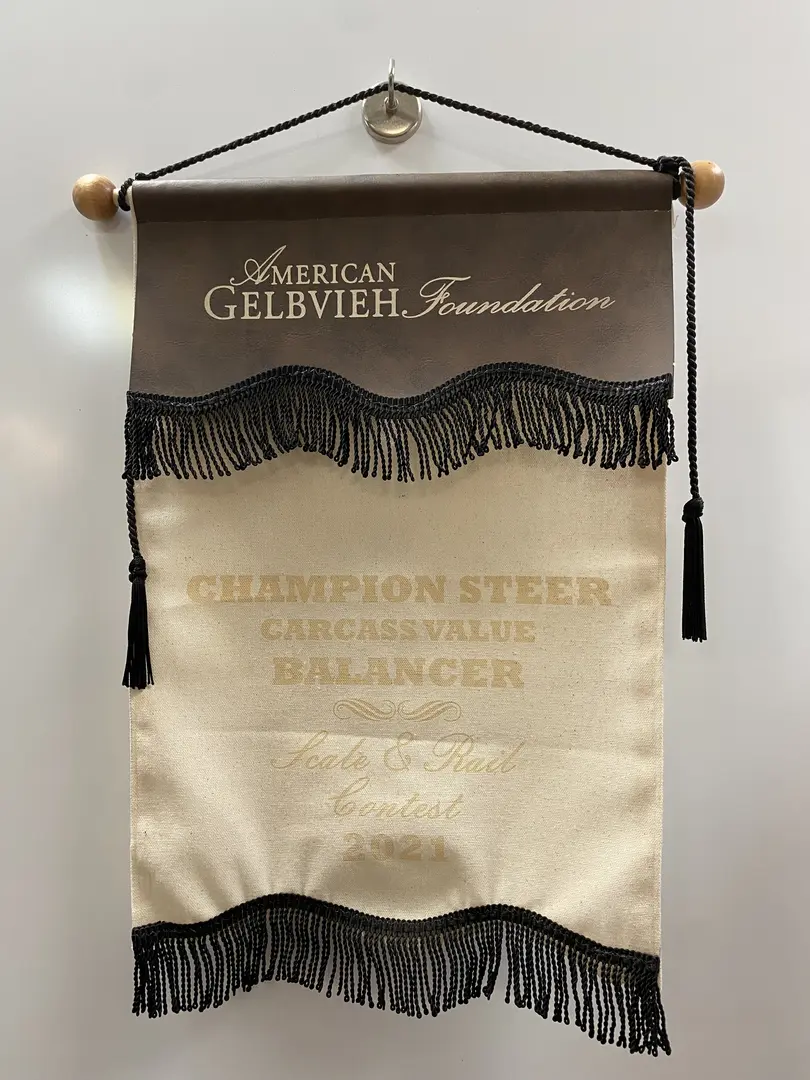 AMERICAN
GELBVIEH Foundation
CHAMPION STEER
CARCASS VALUE
BALANCER
Scale & Rail
Contest
2021